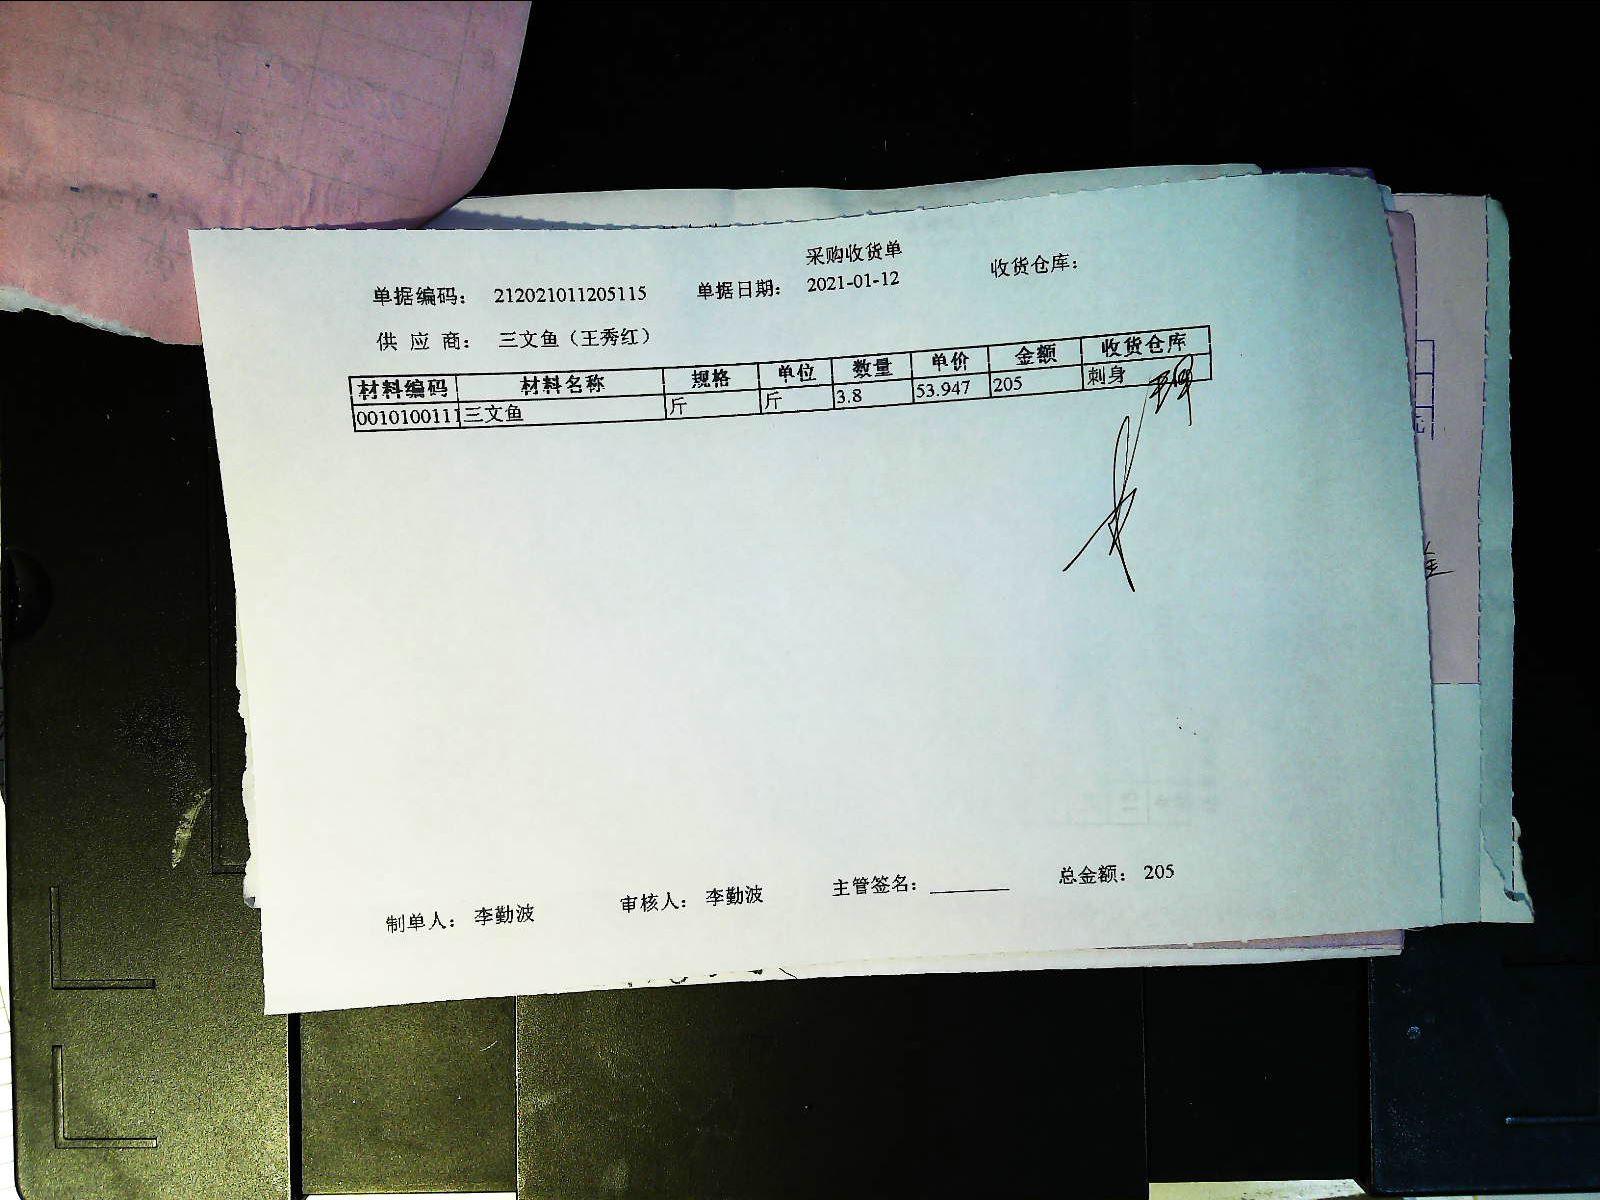 采购收货单
单据编码： 212021011205115 单据日期： 2021-01-12 收货仓库：
供 应 商： 三文鱼（王秀红）
材料编码 材料名称 规格 单位 数量 单价 金额 收货仓库
0010100111 三文鱼 斤 斤 3.8 53.947 205 刺身
制单人： 李勤波 审核人： 李勤波 主管签名： 总金额： 205